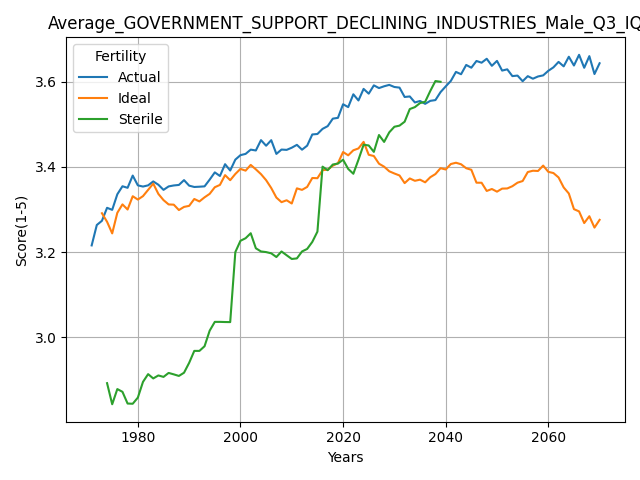 Average_GOVERNMENT_SUPPORT_DECLINING_INDUSTRIES_Male_Q3_IQ
Fertility
Actual
Ideal
Sterile
Score(1-5)
3.6
3.4
3.2
3.0
1980
2000
2020
2040
2060
Years